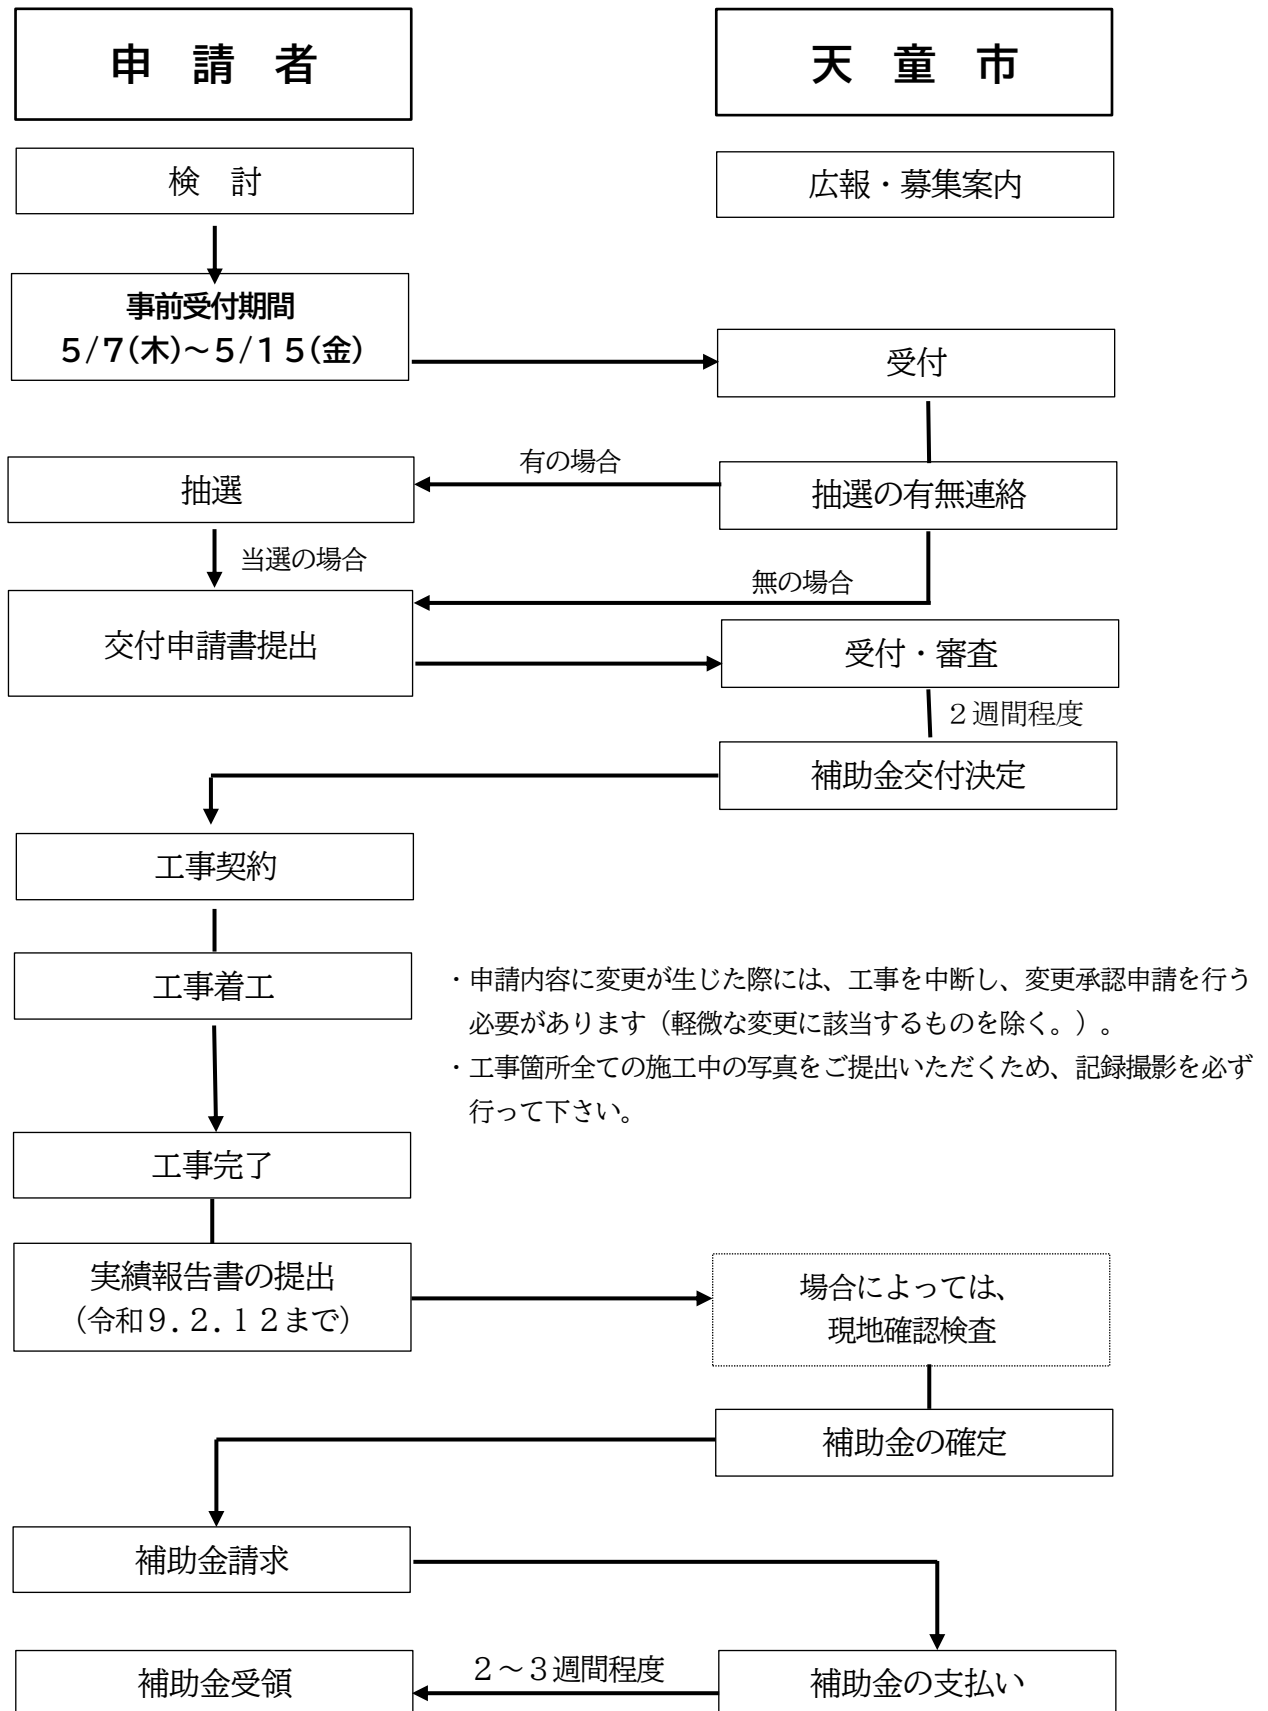 申　請　者
天　童　市
検　討
広報・募集案内
事前受付期間
５/７(木)～５/１５(金)
受付
有の場合
抽選
抽選の有無連絡
当選の場合
無の場合
交付申請書提出
受付・審査
２週間程度
補助金交付決定
工事契約
工事着工
・申請内容に変更が生じた際には、工事を中断し、変更承認申請を行う
必要があります（軽微な変更に該当するものを除く。）。
・工事箇所全ての施工中の写真をご提出いただくため、記録撮影を必ず
行って下さい。
工事完了
実績報告書の提出
（令和９.２.１２まで）
場合によっては、
現地確認検査
補助金の確定
補助金請求
２～３週間程度
補助金受領
補助金の支払い